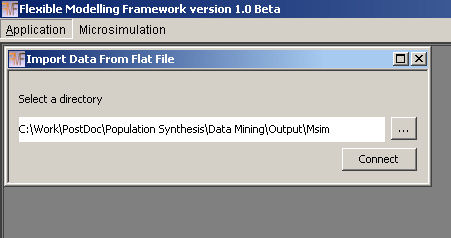 Flexible Modelling Framework version 1.0 Beta
Application Microsimulation
Import Data From Flat File
Select a directory
C:\Work\PostDoc\Population Synthesis\Data Mining\Output\Msim ...
Connect